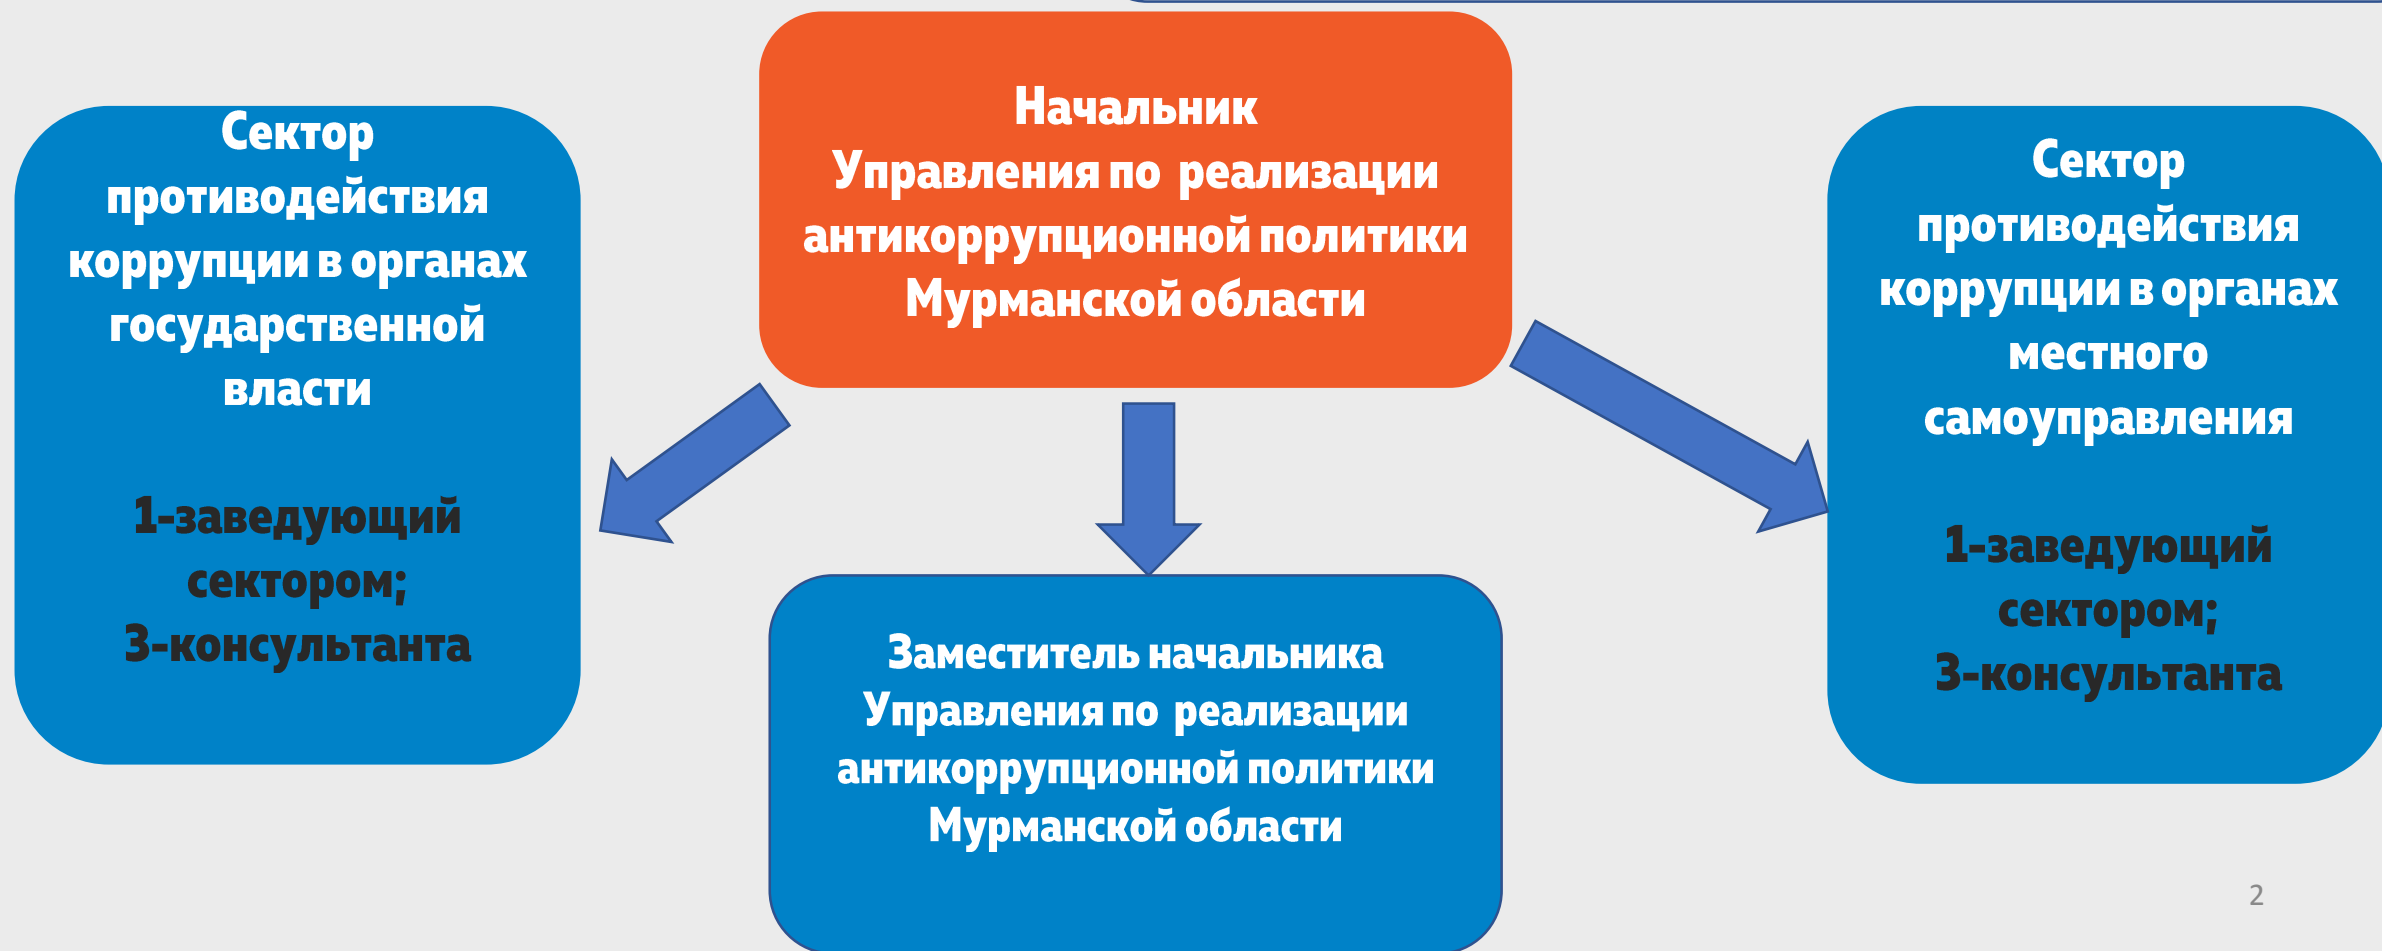 Сектор
противодействия
коррупции в органах
государственной
власти
1-заведующий
сектором;
3-консультанта
Начальник
Управления по реализации
антикоррупционной политики
Мурманской области
Заместитель начальника
Управления по реализации
антикоррупционной политики
Мурманской области
Сектор
противодействия
коррупции в органах
местного
самоуправления
1-заведующий
сектором;
3-консультанта
2